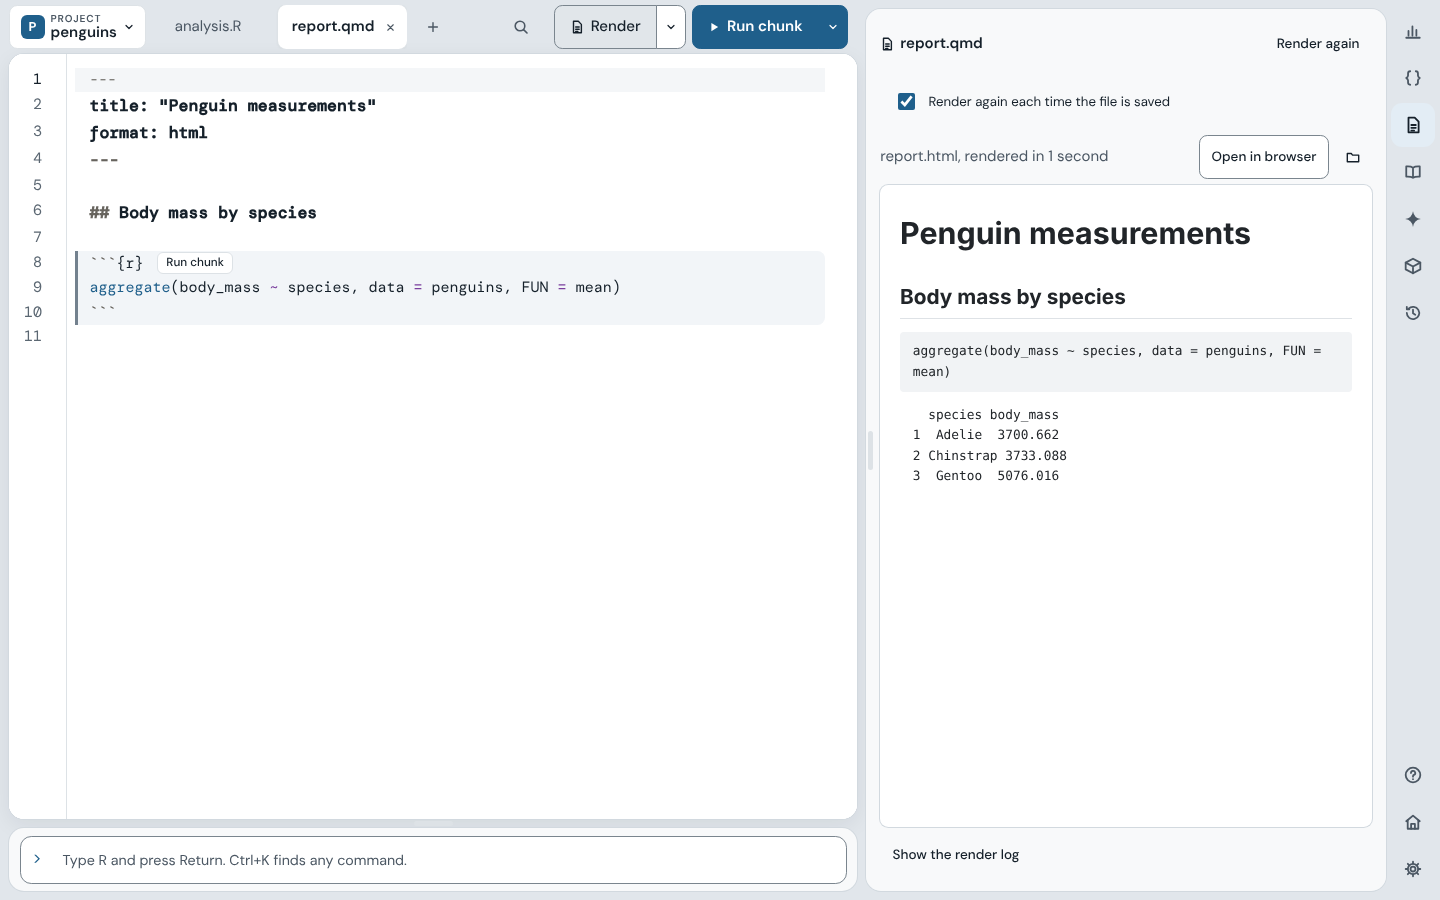 P
PROJECT
penguins
analysis.R
report.qmd
Render
Run chunk
1 ---
2 title: "Penguin measurements"
3 format: html
4 ---
5
6 ## Body mass by species
7
8 ```{r} Run chunk
9 aggregate(body_mass ~ species, data = penguins, FUN = mean)
10 ```
11
Type R and press Return. Ctrl+K finds any command.
report.qmd
Render again
Render again each time the file is saved
report.html, rendered in 1 second
Open in browser
Penguin measurements
Body mass by species
aggregate(body_mass ~ species, data = penguins, FUN =
mean)
species body_mass
1 Adelie 3700.662
2 Chinstrap 3733.088
3 Gentoo 5076.016
Show the render log